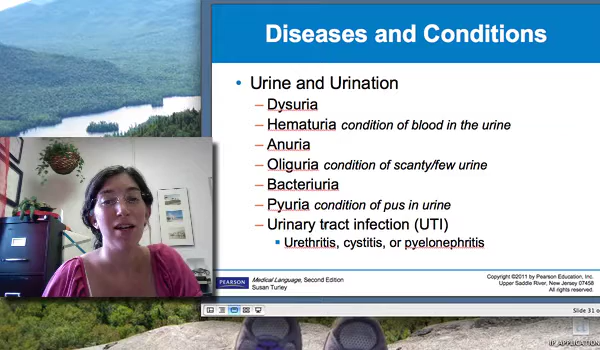 Diseases and Conditions
• Urine and Urination
– Dysuria
– Hematuria condition of blood in the urine
– Anuria
– Oliguria condition of scanty/few urine
– Bacteriuria
– Pyuria condition of pus in urine
– Urinary tract infection (UTI)
▪ Urethritis, cystitis, or pyelonephritis
PEARSON
Medical Language, Second Edition
Susan Turley
Copyright ©2011 by Pearson Education, Inc.
Upper Saddle River, New Jersey 07458
All rights reserved.
Slide 31 o